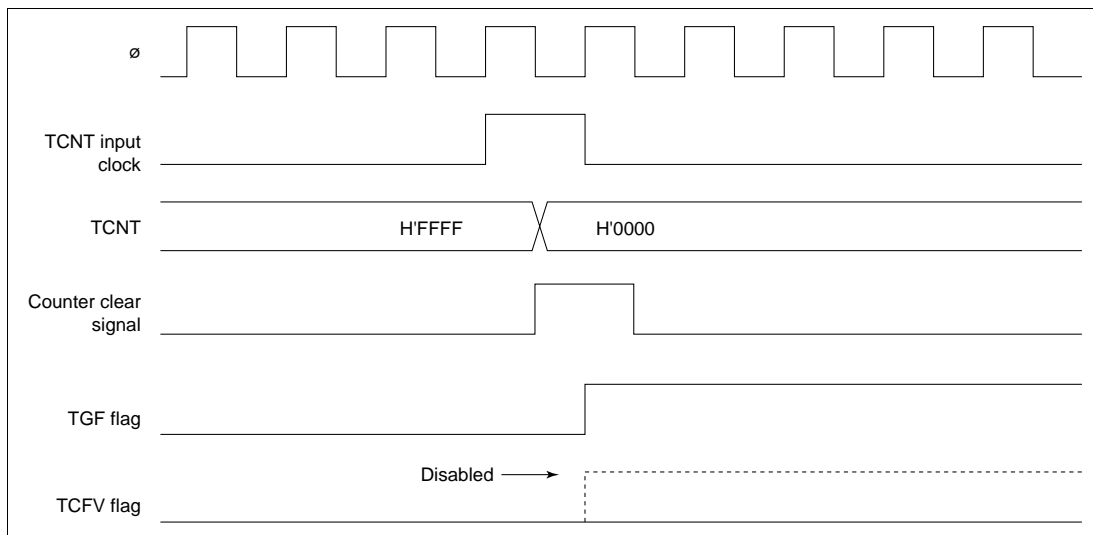 ø
TCNT input
clock
TCNT
H'FFFF
H'0000
Counter clear
signal
TGF flag
Disabled
TCFV flag